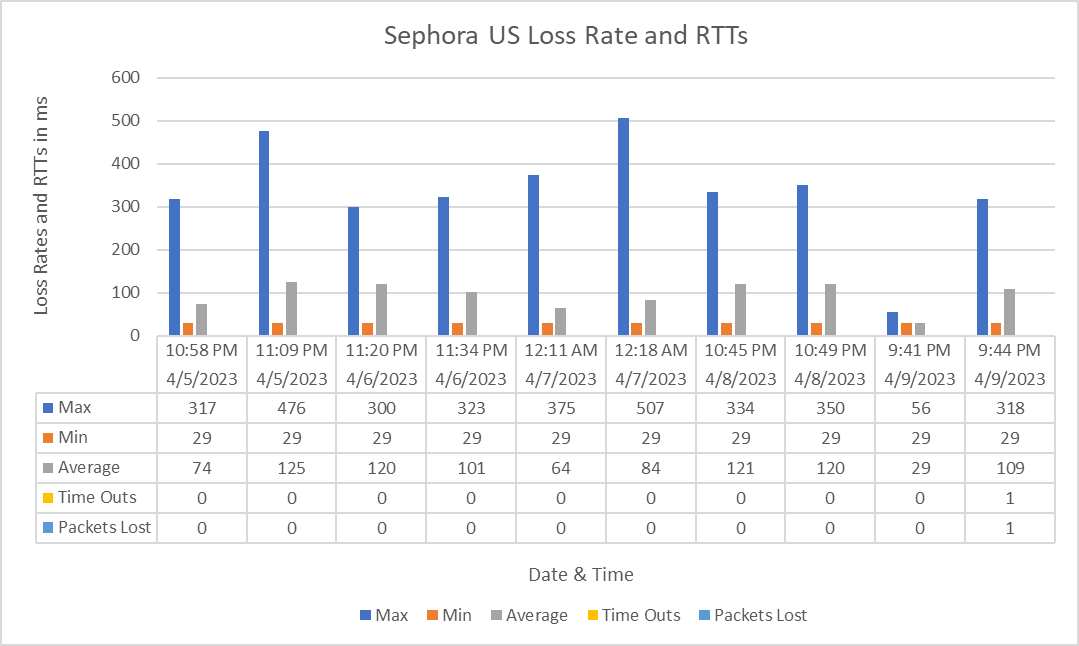 Sephora US Loss Rate and RTTs
Loss Rates and RTTs in ms
600
500
400
300
200
100
0
10:58 PM 11:09 PM 11:20 PM 11:34 PM 12:11 AM 12:18 AM 10:45 PM 10:49 PM 9:41 PM 9:44 PM
4/5/2023 4/5/2023 4/6/2023 4/6/2023 4/7/2023 4/7/2023 4/8/2023 4/8/2023 4/9/2023 4/9/2023
Max 317 476 300 323 375 507 334 350 56 318
Min 29 29 29 29 29 29 29 29 29 29
Average 74 125 120 101 64 84 121 120 29 109
Time Outs 0 0 0 0 0 0 0 0 0 1
Packets Lost 0 0 0 0 0 0 0 0 0 1
Date & Time
Max Min Average Time Outs Packets Lost